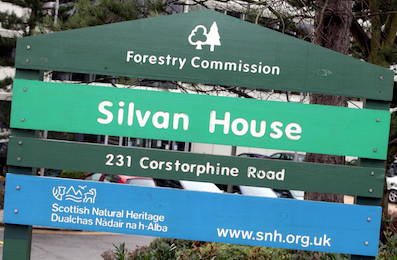 Forestry Commission
Silvan House
231 Corstorphine Road
Scottish Natural Heritage
Dualchas Nàdair na h-Alba
www.snh.org.uk